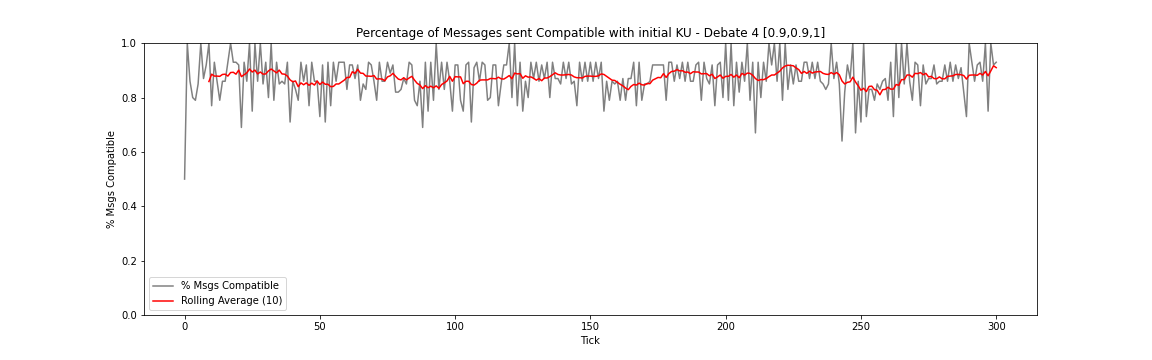 Percentage of Messages sent Compatible with initial KU - Debate 4 [0.9,0.9,1]
1.0
0.8
0.6
0.4
0.2
0.0
% Msgs Compatible
% Msgs Compatible
Rolling Average (10)
0 50 100 150 200 250 300
Tick